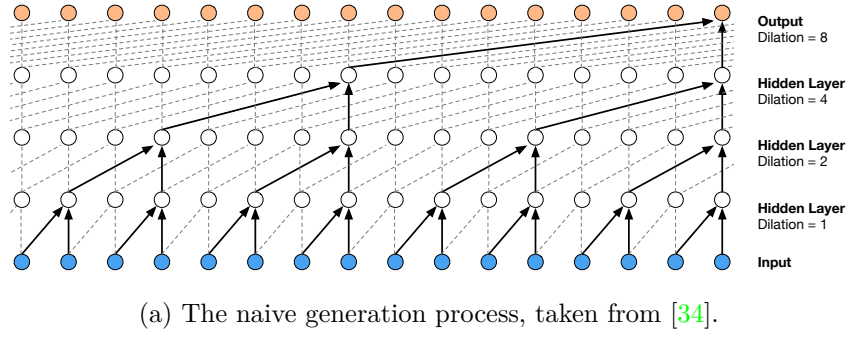 Output
Dilation = 8
Hidden Layer
Dilation = 4
Hidden Layer
Dilation = 2
Hidden Layer
Dilation = 1
Input
(a) The naive generation process, taken from [34].